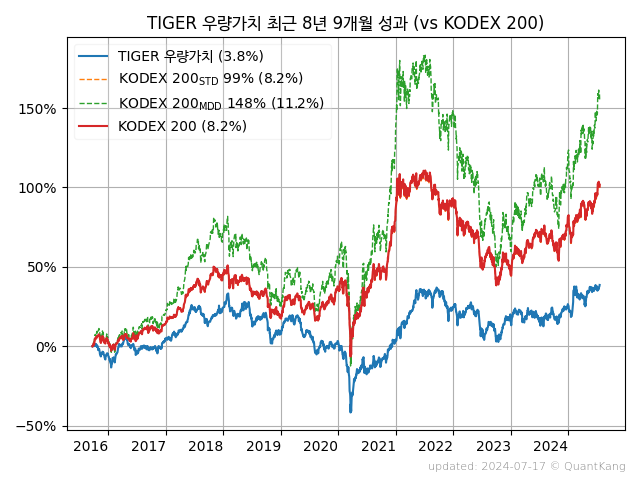 TIGER 우량가치 최근 8년 9개월 성과 (vs KODEX 200)
TIGER 우량가치 (3.8%)
KODEX 200STD 99% (8.2%)
KODEX 200MDD 148% (11.2%)
KODEX 200 (8.2%)
150%
100%
50%
0%
−50%
2016 2017 2018 2019 2020 2021 2022 2023 2024
updated: 2024-07-17 © QuantKang